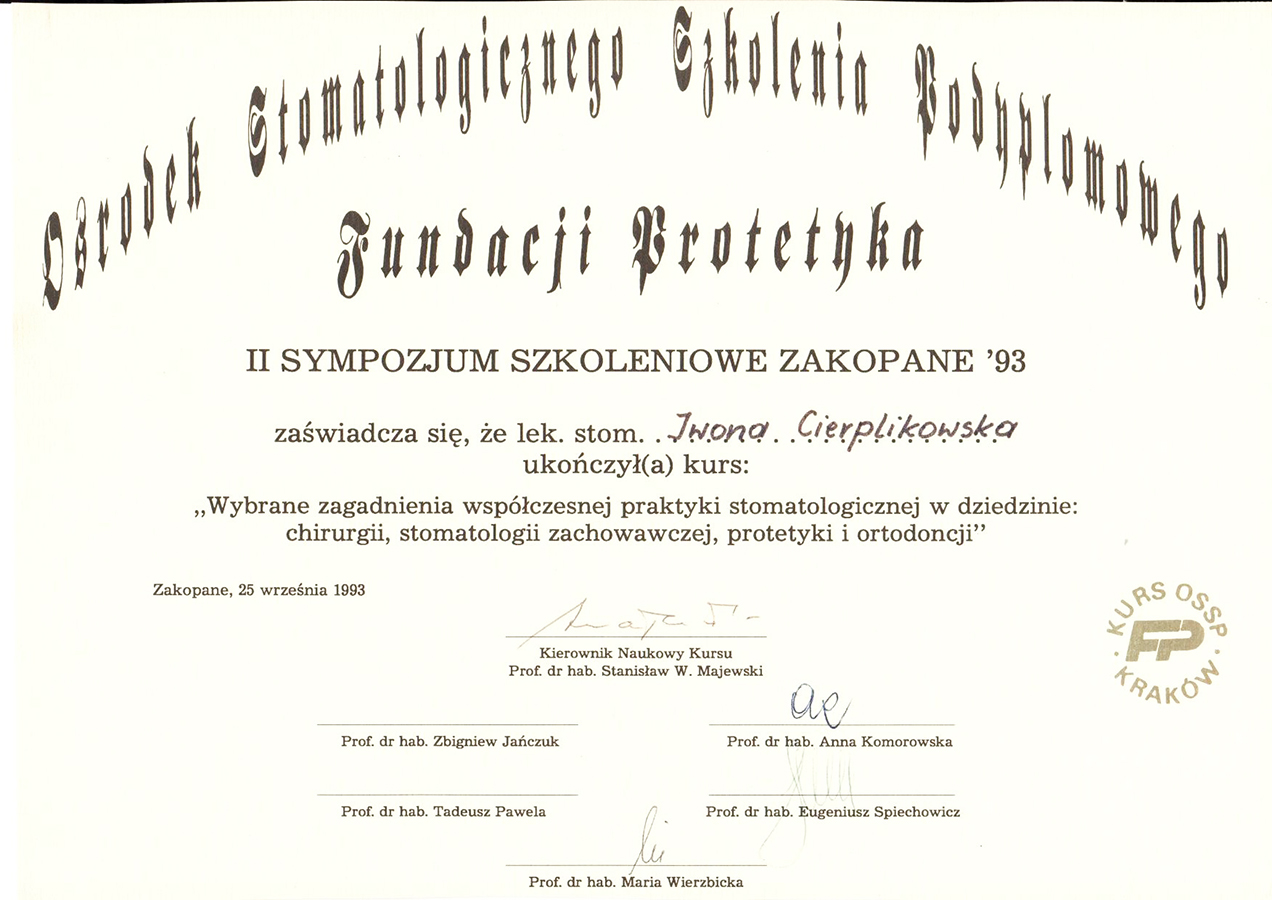 Ośrodek Stomatologicznego Szkolenia Podyplomowego
Fundacji Protetyka
II SYMPOZJUM SZKOLENIOWE ZAKOPANE '93
zaświadcza się, że lek. stom. . . Iwona . . Cierplikowska
ukończył(a) kurs:
„Wybrane zagadnienia współczesnej praktyki stomatologicznej w dziedzinie:
chirurgii, stomatologii zachowawczej, protetyki i ortodoncji”
Zakopane, 25 września 1993
KURS OSSP
FP
KRAKÓW
Kierownik Naukowy Kursu
Prof. dr hab. Stanisław W. Majewski
Prof. dr hab. Zbigniew Jańczuk
Prof. dr hab. Anna Komorowska
Prof. dr hab. Tadeusz Pawela
Prof. dr hab. Eugeniusz Spiechowicz
Prof. dr hab. Maria Wierzbicka